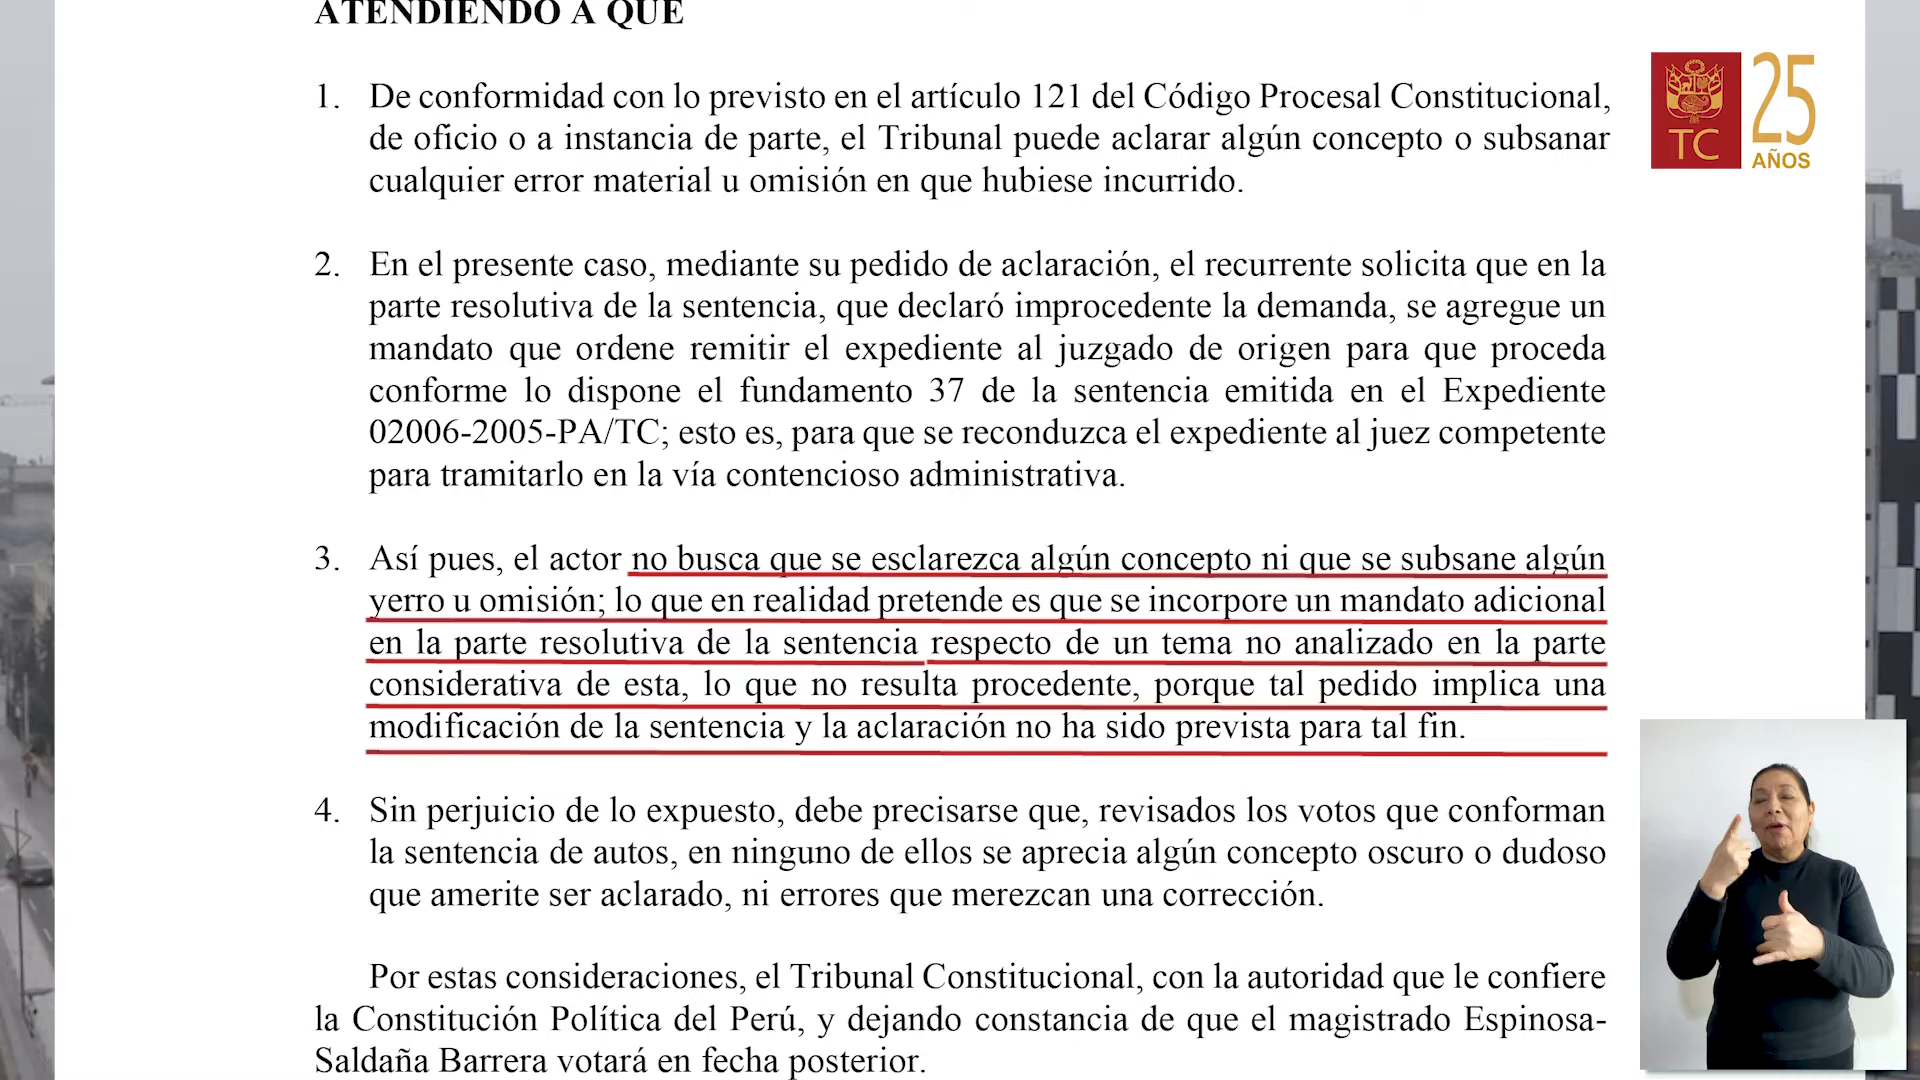 ATENDIENDO A QUE
1. De conformidad con lo previsto en el artículo 121 del Código Procesal Constitucional,
de oficio o a instancia de parte, el Tribunal puede aclarar algún concepto o subsanar
cualquier error material u omisión en que hubiese incurrido.
2. En el presente caso, mediante su pedido de aclaración, el recurrente solicita que en la
parte resolutiva de la sentencia, que declaró improcedente la demanda, se agregue un
mandato que ordene remitir el expediente al juzgado de origen para que proceda
conforme lo dispone el fundamento 37 de la sentencia emitida en el Expediente
02006-2005-PA/TC; esto es, para que se reconduzca el expediente al juez competente
para tramitarlo en la vía contencioso administrativa.
3. Así pues, el actor no busca que se esclarezca algún concepto ni que se subsane algún
yerro u omisión; lo que en realidad pretende es que se incorpore un mandato adicional
en la parte resolutiva de la sentencia respecto de un tema no analizado en la parte
considerativa de esta, lo que no resulta procedente, porque tal pedido implica una
modificación de la sentencia y la aclaración no ha sido prevista para tal fin.
4. Sin perjuicio de lo expuesto, debe precisarse que, revisados los votos que conforman
la sentencia de autos, en ninguno de ellos se aprecia algún concepto oscuro o dudoso
que amerite ser aclarado, ni errores que merezcan una corrección.
Por estas consideraciones, el Tribunal Constitucional, con la autoridad que le confiere
la Constitución Política del Perú, y dejando constancia de que el magistrado Espinosa-
Saldaña Barrera votará en fecha posterior.
TC
25
AÑOS